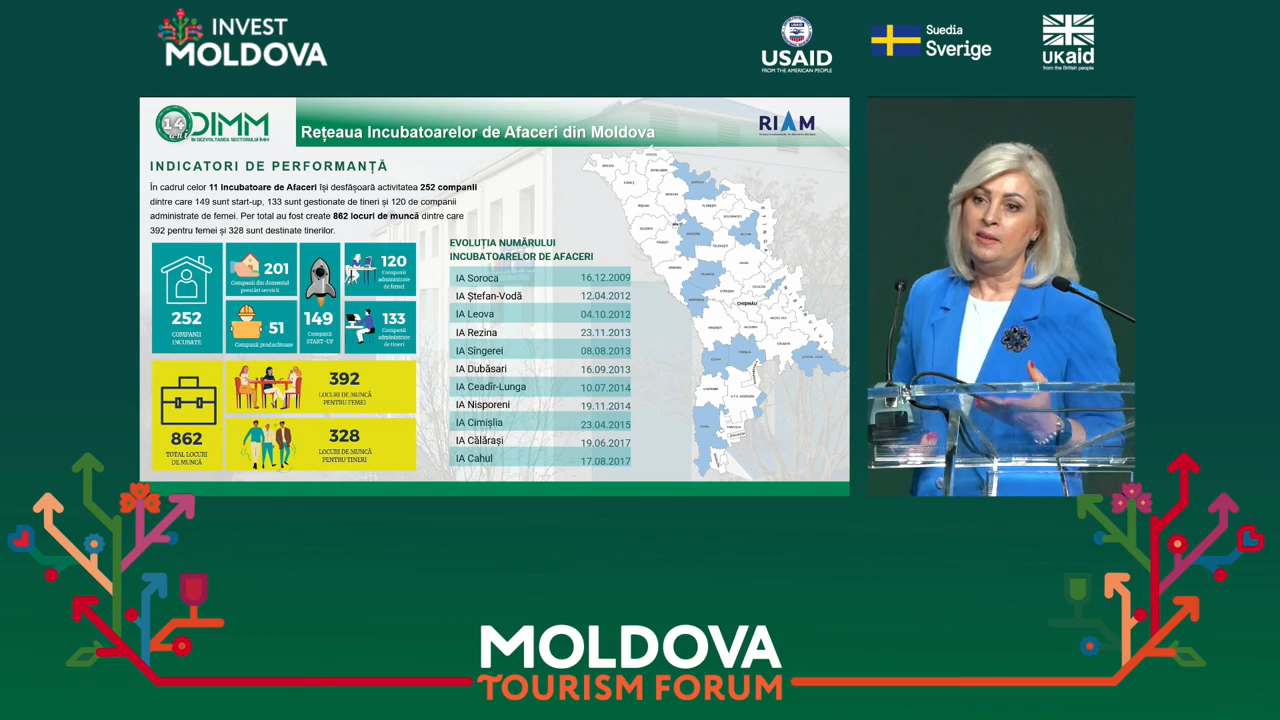 INVEST
MOLDOVA
USAID
FROM THE AMERICAN PEOPLE
Suedia
Sverige
UKaid
from the British people
14 ani
ODIMM
ÎN DEZVOLTAREA SECTORULUI IMM
Rețeaua Incubatoarelor de Afaceri din Moldova
RIAM
INDICATORI DE PERFORMANȚĂ
În cadrul celor 11 Incubatoare de Afaceri își desfășoară activitatea 252 companii
dintre care 149 sunt start-up, 133 sunt gestionate de tineri și 120 de companii
administrate de femei. Per total au fost create 862 locuri de muncă dintre care
392 pentru femei și 328 sunt destinate tinerilor.
252
COMPANII
INCUBATE
201
Companii din domeniul
prestări servicii
51
Companii producătoare
149
Companii
START-UP
120
Companii
administrate
de femei
133
Companii
administrate
de tineri
862
TOTAL LOCURI
DE MUNCĂ
392
LOCURI DE MUNCĂ
PENTRU FEMEI
328
LOCURI DE MUNCĂ
PENTRU TINERI
EVOLUȚIA NUMĂRULUI
INCUBATOARELOR DE AFACERI
IA Soroca 16.12.2009
IA Ștefan-Vodă 12.04.2012
IA Leova 04.10.2012
IA Rezina 23.11.2013
IA Sîngerei 08.08.2013
IA Dubăsari 16.09.2013
IA Ceadîr-Lunga 10.07.2014
IA Nisporeni 19.11.2014
IA Cimișlia 23.04.2015
IA Călărași 19.06.2017
IA Cahul 17.08.2017
CHIȘINĂU
MOLDOVA
TOURISM FORUM